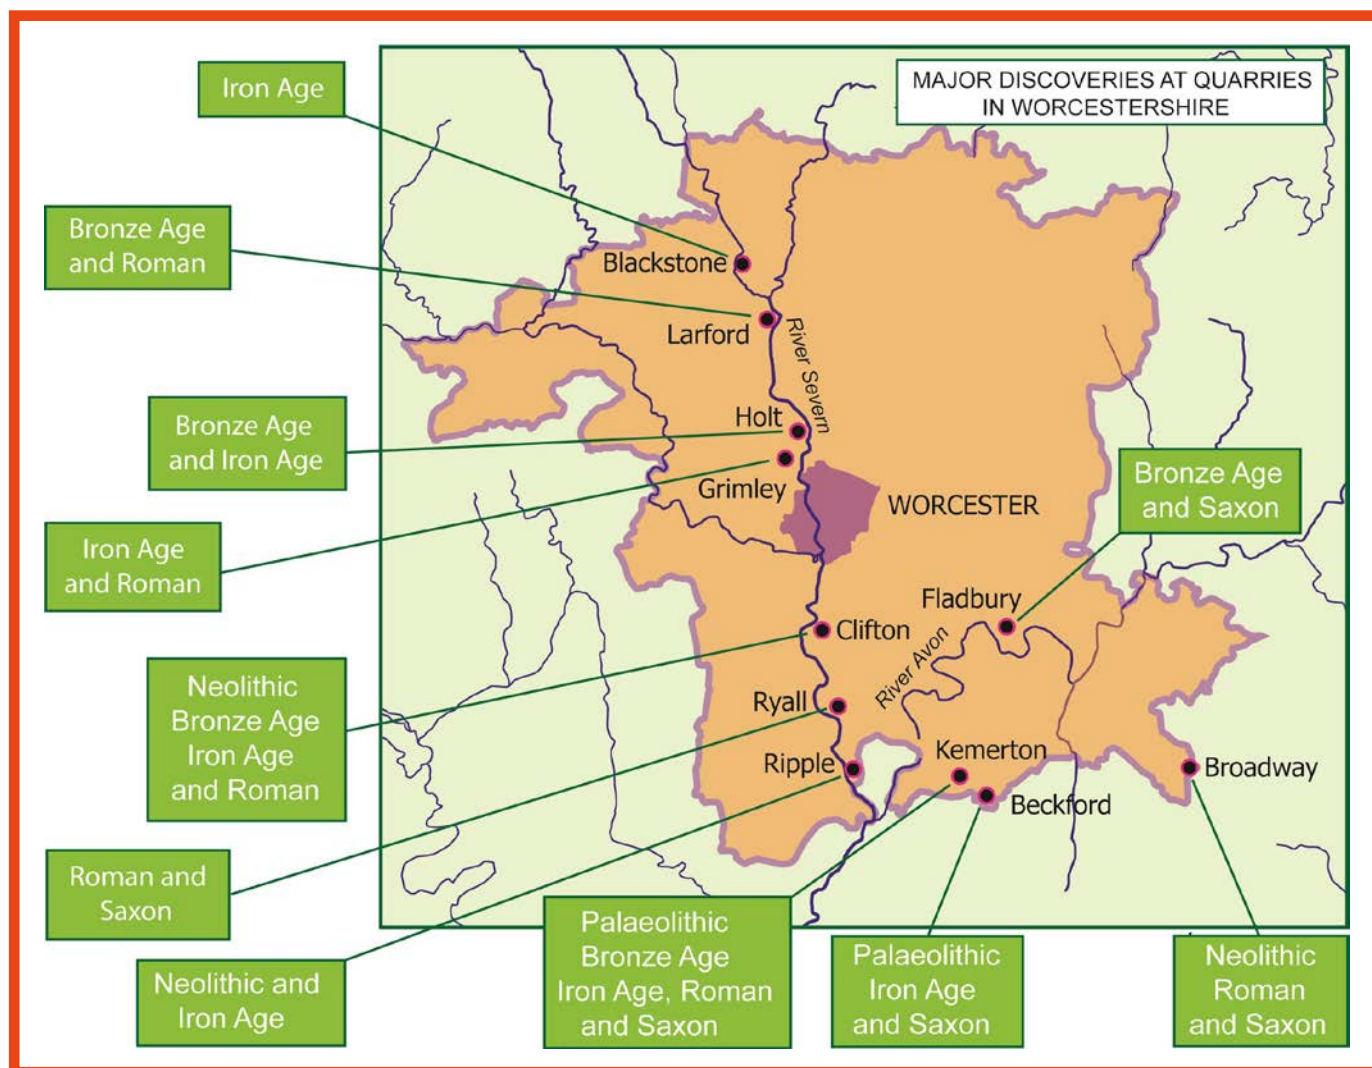 MAJOR DISCOVERIES AT QUARRIES
IN WORCESTERSHIRE
Iron Age
Bronze Age
and Roman
Bronze Age
and Iron Age
Iron Age
and Roman
Neolithic
Bronze Age
Iron Age
and Roman
Roman and
Saxon
Neolithic and
Iron Age
Palaeolithic
Bronze Age
Iron Age, Roman
and Saxon
Palaeolithic
Iron Age
and Saxon
Neolithic
Roman
and Saxon
Bronze Age
and Saxon
Blackstone
Larford
River Severn
Holt
Grimley
WORCESTER
Fladbury
Clifton
River Avon
Ryall
Ripple
Kemerton
Beckford
Broadway